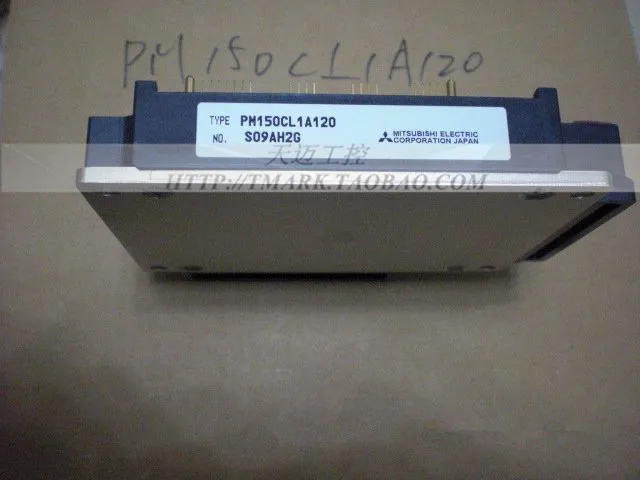 PM150CL1A120
TYPE PM150CL1A120
NO. S09AH2G
MITSUBISHI ELECTRIC
CORPORATION JAPAN
天迈工控
HTTP://TMARK.TAOBAO.COM